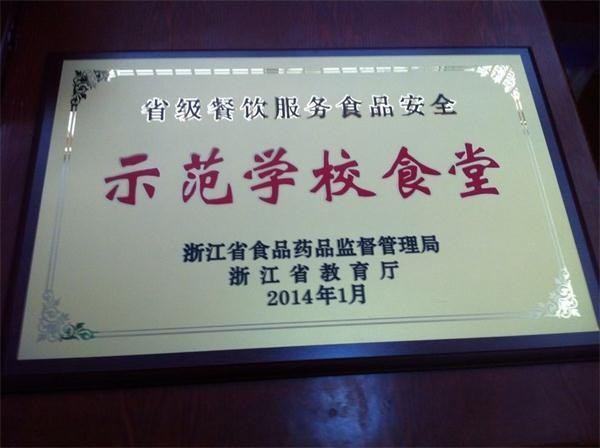 省级餐饮服务食品安全
示范学校食堂
浙江省食品药品监督管理局
浙江省教育厅
2014年1月